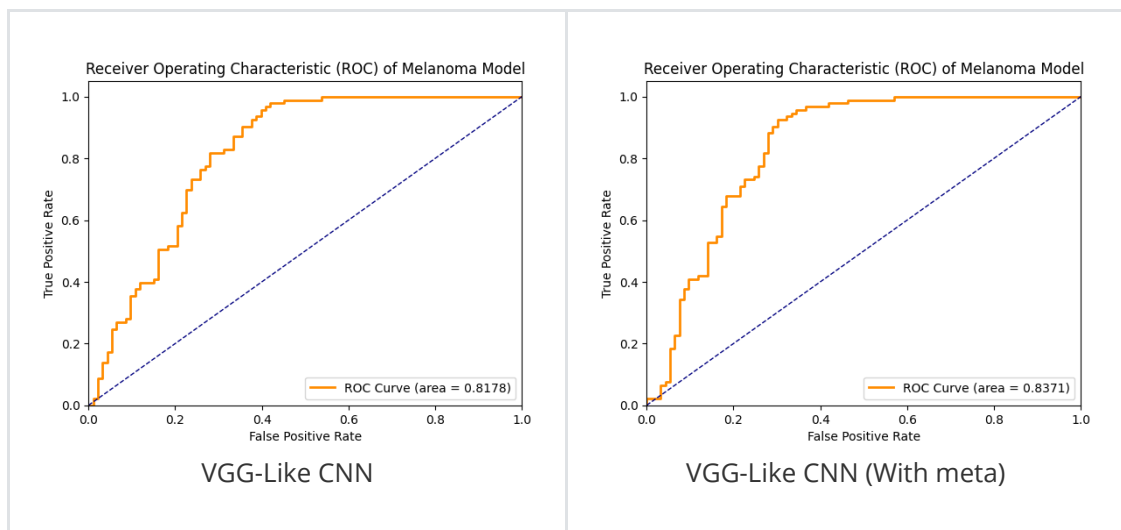 Receiver Operating Characteristic (ROC) of Melanoma Model
1.0
0.8
0.6
0.4
0.2
0.0
True Positive Rate
ROC Curve (area = 0.8178)
0.0 0.2 0.4 0.6 0.8 1.0
False Positive Rate
VGG-Like CNN
Receiver Operating Characteristic (ROC) of Melanoma Model
1.0
0.8
0.6
0.4
0.2
0.0
True Positive Rate
ROC Curve (area = 0.8371)
0.0 0.2 0.4 0.6 0.8 1.0
False Positive Rate
VGG-Like CNN (With meta)